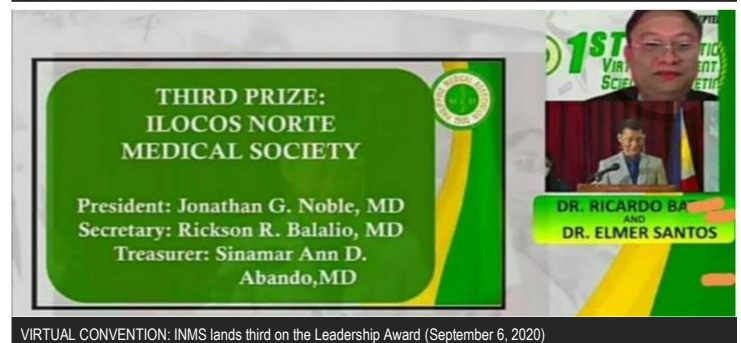 THIRD PRIZE:
ILOCOS NORTE
MEDICAL SOCIETY
President: Jonathan G. Noble, MD
Secretary: Rickson R. Balalio, MD
Treasurer: Sinamar Ann D.
Abando,MD
1ST
DR. RICARDO
AND
DR. ELMER SANTOS
VIRTUAL CONVENTION: INMS lands third on the Leadership Award (September 6, 2020)